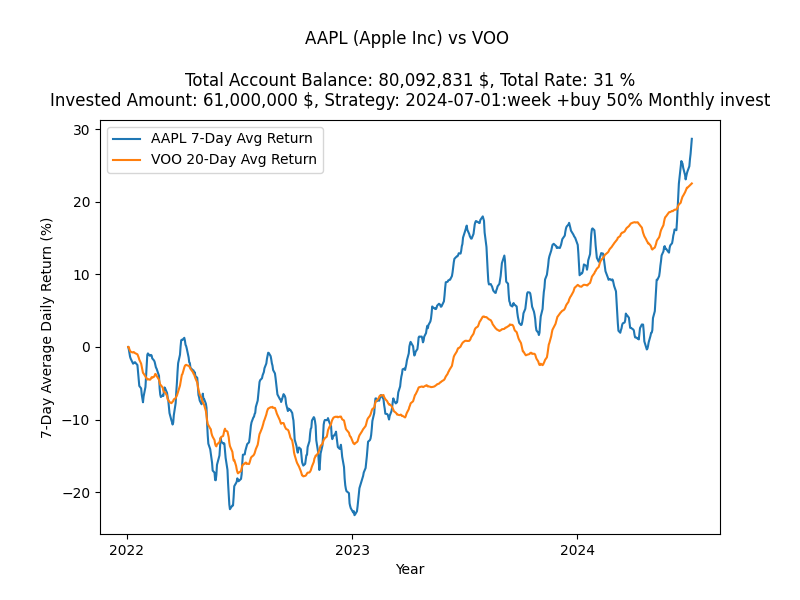 AAPL (Apple Inc) vs VOO
Total Account Balance: 80,092,831 $, Total Rate: 31 %
Invested Amount: 61,000,000 $, Strategy: 2024-07-01:week +buy 50% Monthly invest
AAPL 7-Day Avg Return
VOO 20-Day Avg Return
7-Day Average Daily Return (%)
30
20
10
0
−10
−20
2022
2023
2024
Year